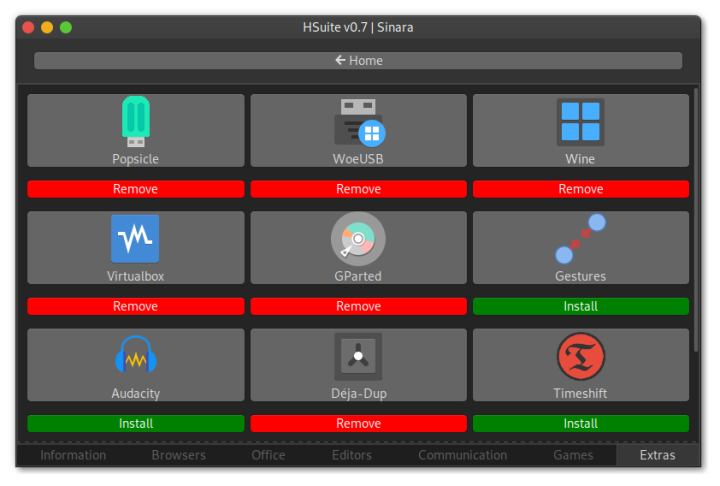 HSuite v0.7 | Sinara
← Home
Popsicle
WoeUSB
Wine
Remove
Remove
Remove
Virtualbox
GParted
Gestures
Remove
Remove
Install
Audacity
Déja-Dup
Timeshift
Install
Remove
Install
Information
Browsers
Office
Editors
Communication
Games
Extras